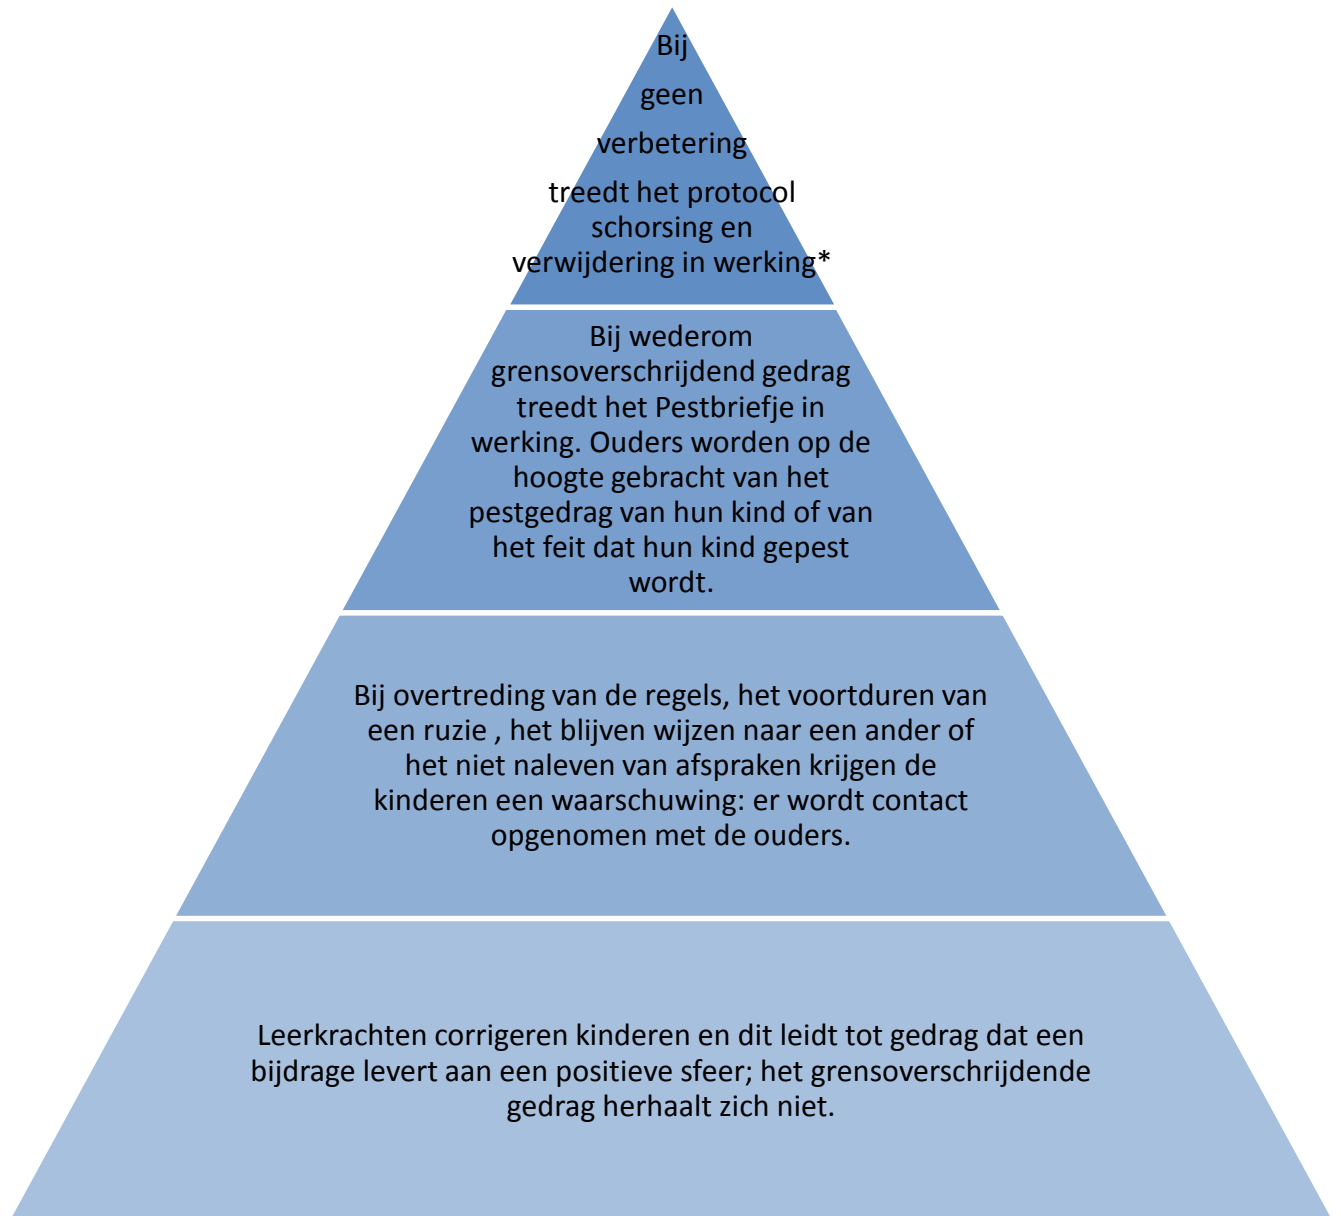 Bij
geen
verbetering
treedt het protocol
schorsing en
verwijdering in werking*
Bij wederom
grensoverschrijdend gedrag
treedt het Pestbriefje in
werking. Ouders worden op de
hoogte gebracht van het
pestgedrag van hun kind of van
het feit dat hun kind gepest
wordt.
Bij overtreding van de regels, het voortduren van
een ruzie , het blijven wijzen naar een ander of
het niet naleven van afspraken krijgen de
kinderen een waarschuwing: er wordt contact
opgenomen met de ouders.
Leerkrachten corrigeren kinderen en dit leidt tot gedrag dat een
bijdrage levert aan een positieve sfeer; het grensoverschrijdende
gedrag herhaalt zich niet.